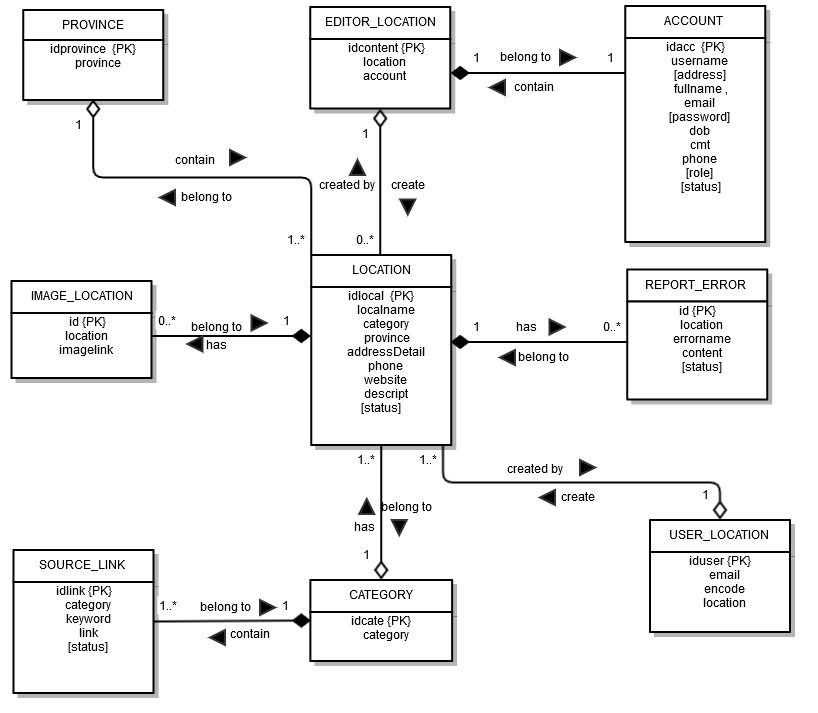 PROVINCE
idprovince {PK}
province
1
contain
belong to
1..*
EDITOR_LOCATION
idcontent {PK}
location
account
1
belong to
1
contain
1
created by
create
0..*
ACCOUNT
idacc {PK}
username
[address]
fullname ,
email
[password]
dob
cmt
phone
[role]
[status]
IMAGE_LOCATION
id {PK}
location
imagelink
0..*
belong to
1
has
LOCATION
idlocal {PK}
localname
category
province
addressDetail
phone
website
descript
[status]
1
has
0..*
belong to
REPORT_ERROR
id {PK}
location
errorname
content
[status]
1..*
1..*
created by
create
1
belong to
has
1
USER_LOCATION
iduser {PK}
email
encode
location
SOURCE_LINK
idlink {PK}
category
keyword
link
[status]
1..*
belong to
1
contain
CATEGORY
idcate {PK}
category